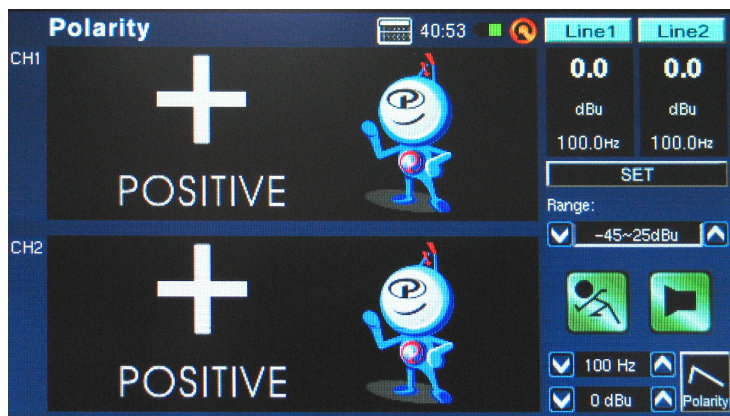 Polarity
40:53
Line1 Line2
CH1
0.0 0.0
dBu dBu
100.0Hz 100.0Hz
+
POSITIVE
SET
Range:
-45~25dBu
CH2
+
POSITIVE
100 Hz
0 dBu
Polarity